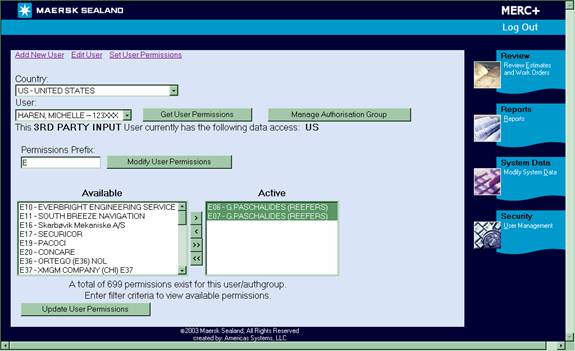 MAERSK SEALAND
MERC+
Log Out
Add New User Edit User Set User Permissions
Country:
US - UNITED STATES
User:
HAREN, MICHELLE – 123XXX Get User Permissions Manage Authorisation Group
This 3RD PARTY INPUT User currently has the following data access: US
Permissions Prefix:
E Modify User Permissions
Available Active
E10 - EVERBRIGHT ENGINEERING SERVICE
E11 - SOUTH BREEZE NAVIGATION
E16 - Skarbøvik Mekaniske A/S
E17 - SECURICOR
E19 - PACOCI
E20 - CONCARE
E36 - ORTEGO (E36) NOL
E37 - XMGM COMPANY (CHI) E37
>
<
>>
<<
E06 - G.PASCHALIDES (REEFERS)
E07 - G.PASCHALIDES (REEFERS)
A total of 699 permissions exist for this user/authgroup.
Enter filter criteria to view available permissions.
Update User Permissions
Review
Review Estimates
and Work Orders
Reports
Reports
System Data
Modify System Data
Security
User Management
©2003 Maersk Sealand, All Rights Reserved
created by: Americas Systems, LLC